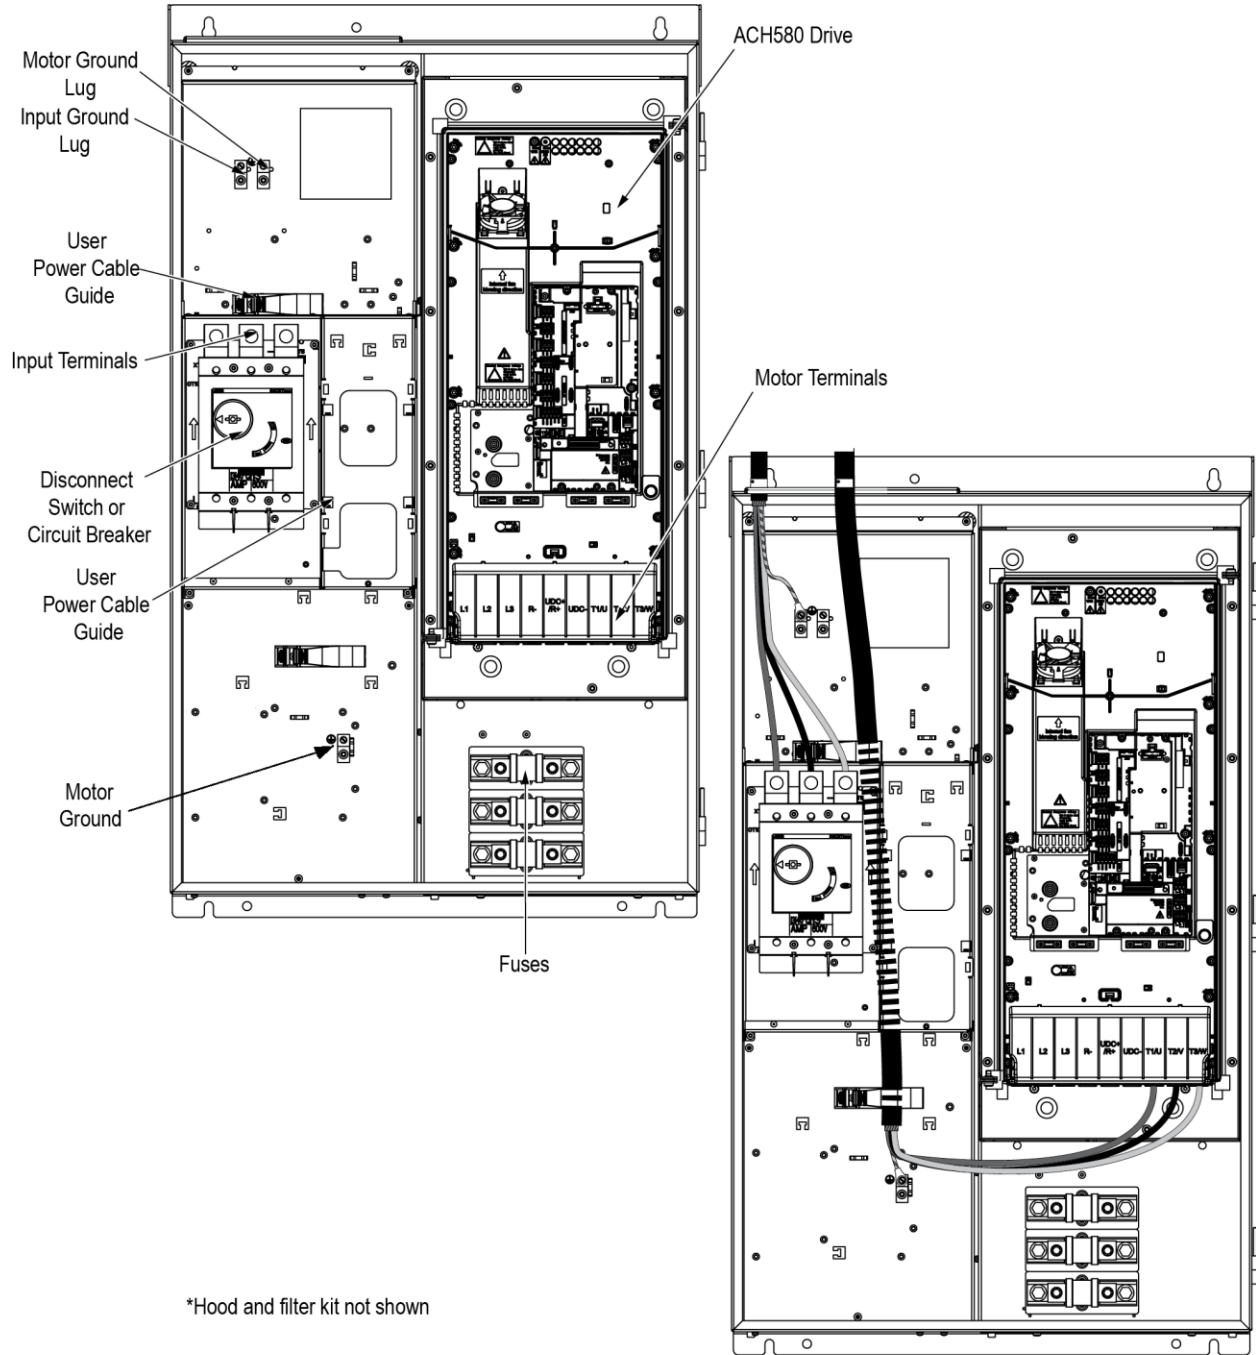 ACH580 Drive
Motor Ground
Lug
Input Ground
Lug
User
Power Cable
Guide
Input Terminals
Motor Terminals
Disconnect
Switch or
Circuit Breaker
User
Power Cable
Guide
L1 L2 L3 R- UDC+ /R+ UDC- T1/U T2/V T3/W
Motor
Ground
Fuses
L1 L2 L3 R- UDC+ /R+ UDC- T1/U T2/V T3/W
*Hood and filter kit not shown